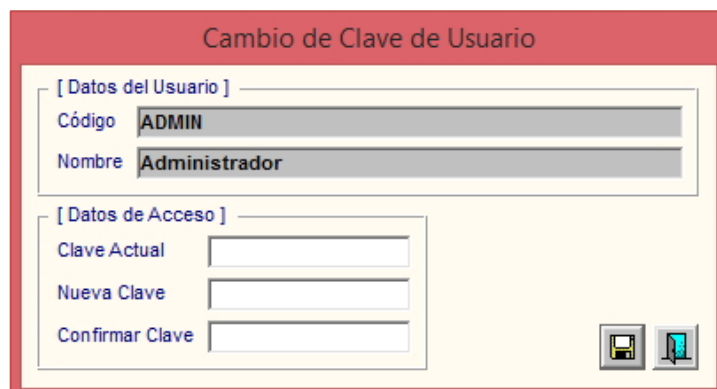 Cambio de Clave de Usuario
[ Datos del Usuario ]
Código ADMIN
Nombre Administrador
[ Datos de Acceso ]
Clave Actual
Nueva Clave
Confirmar Clave